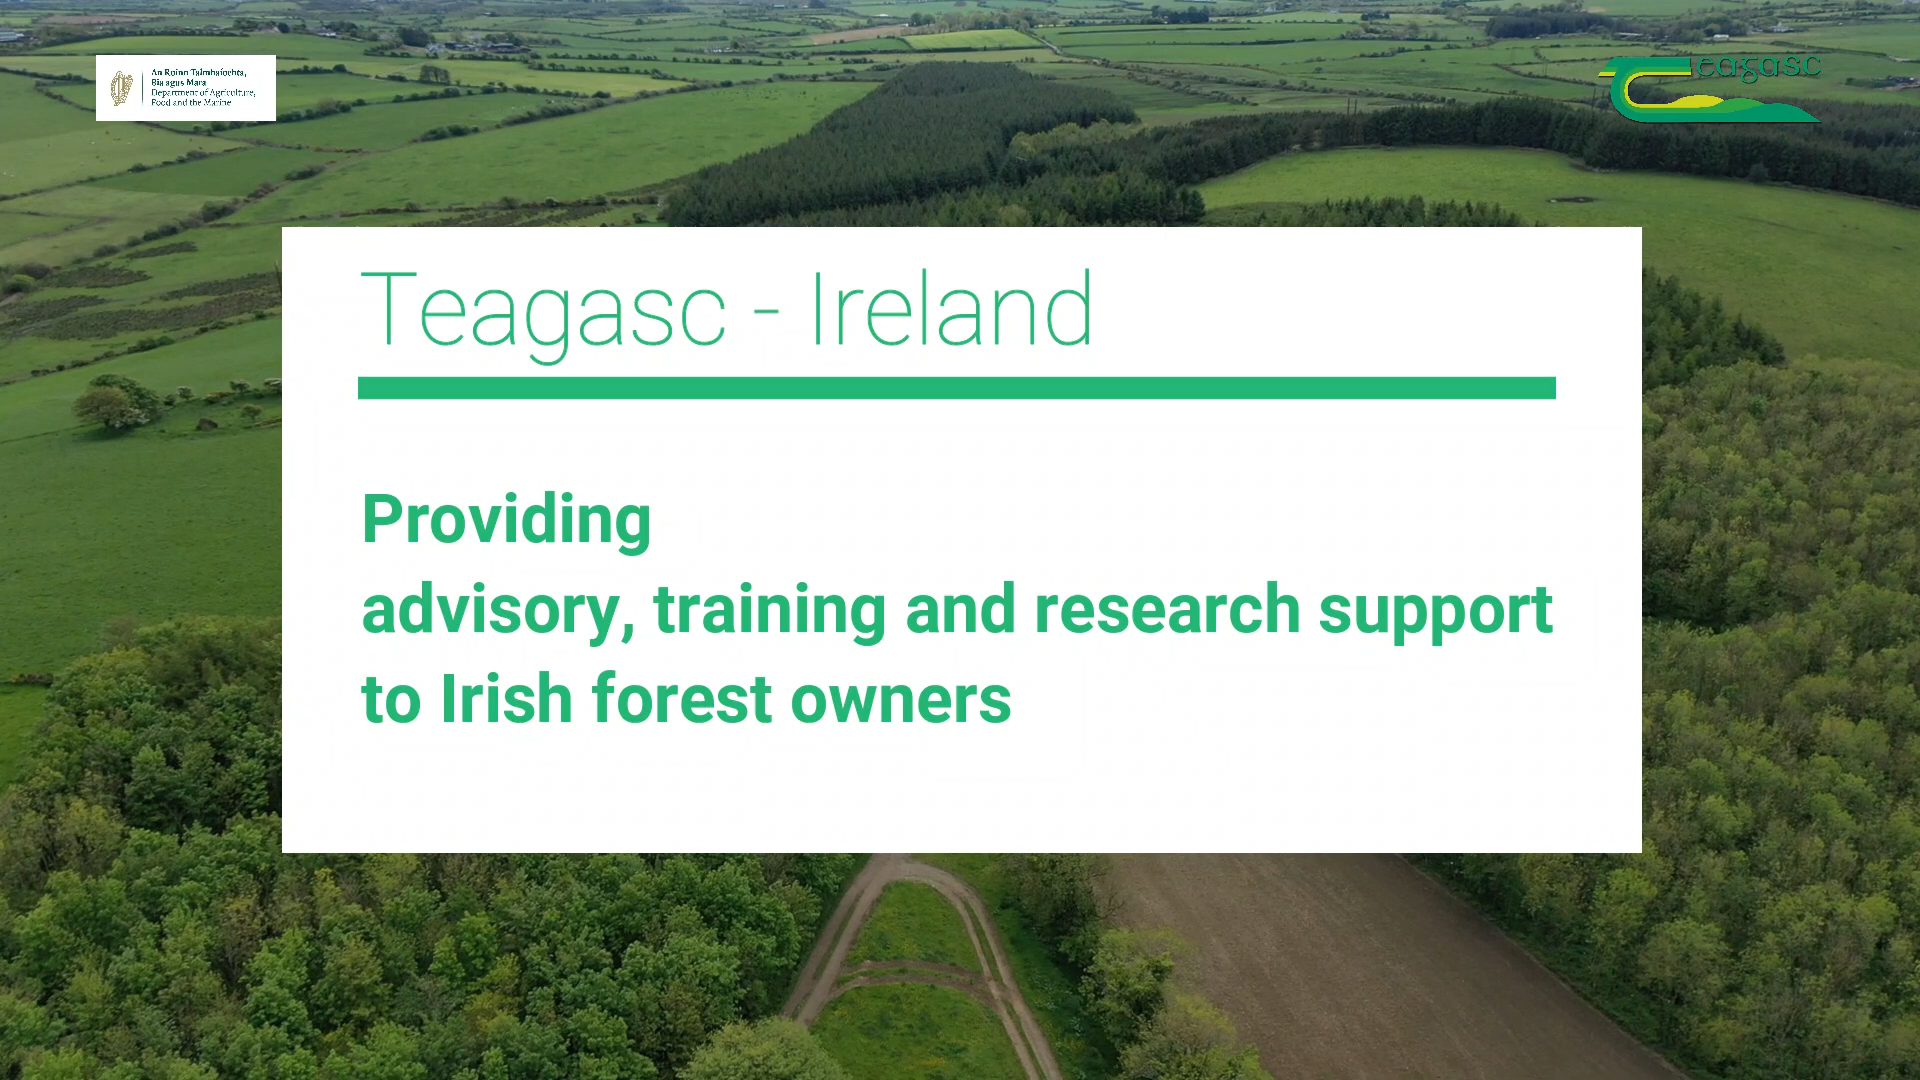 An Roinn Talmhaíochta,
Bia agus Mara
Department of Agriculture,
Food and the Marine
Teagasc
Teagasc - Ireland
Providing
advisory, training and research support
to Irish forest owners